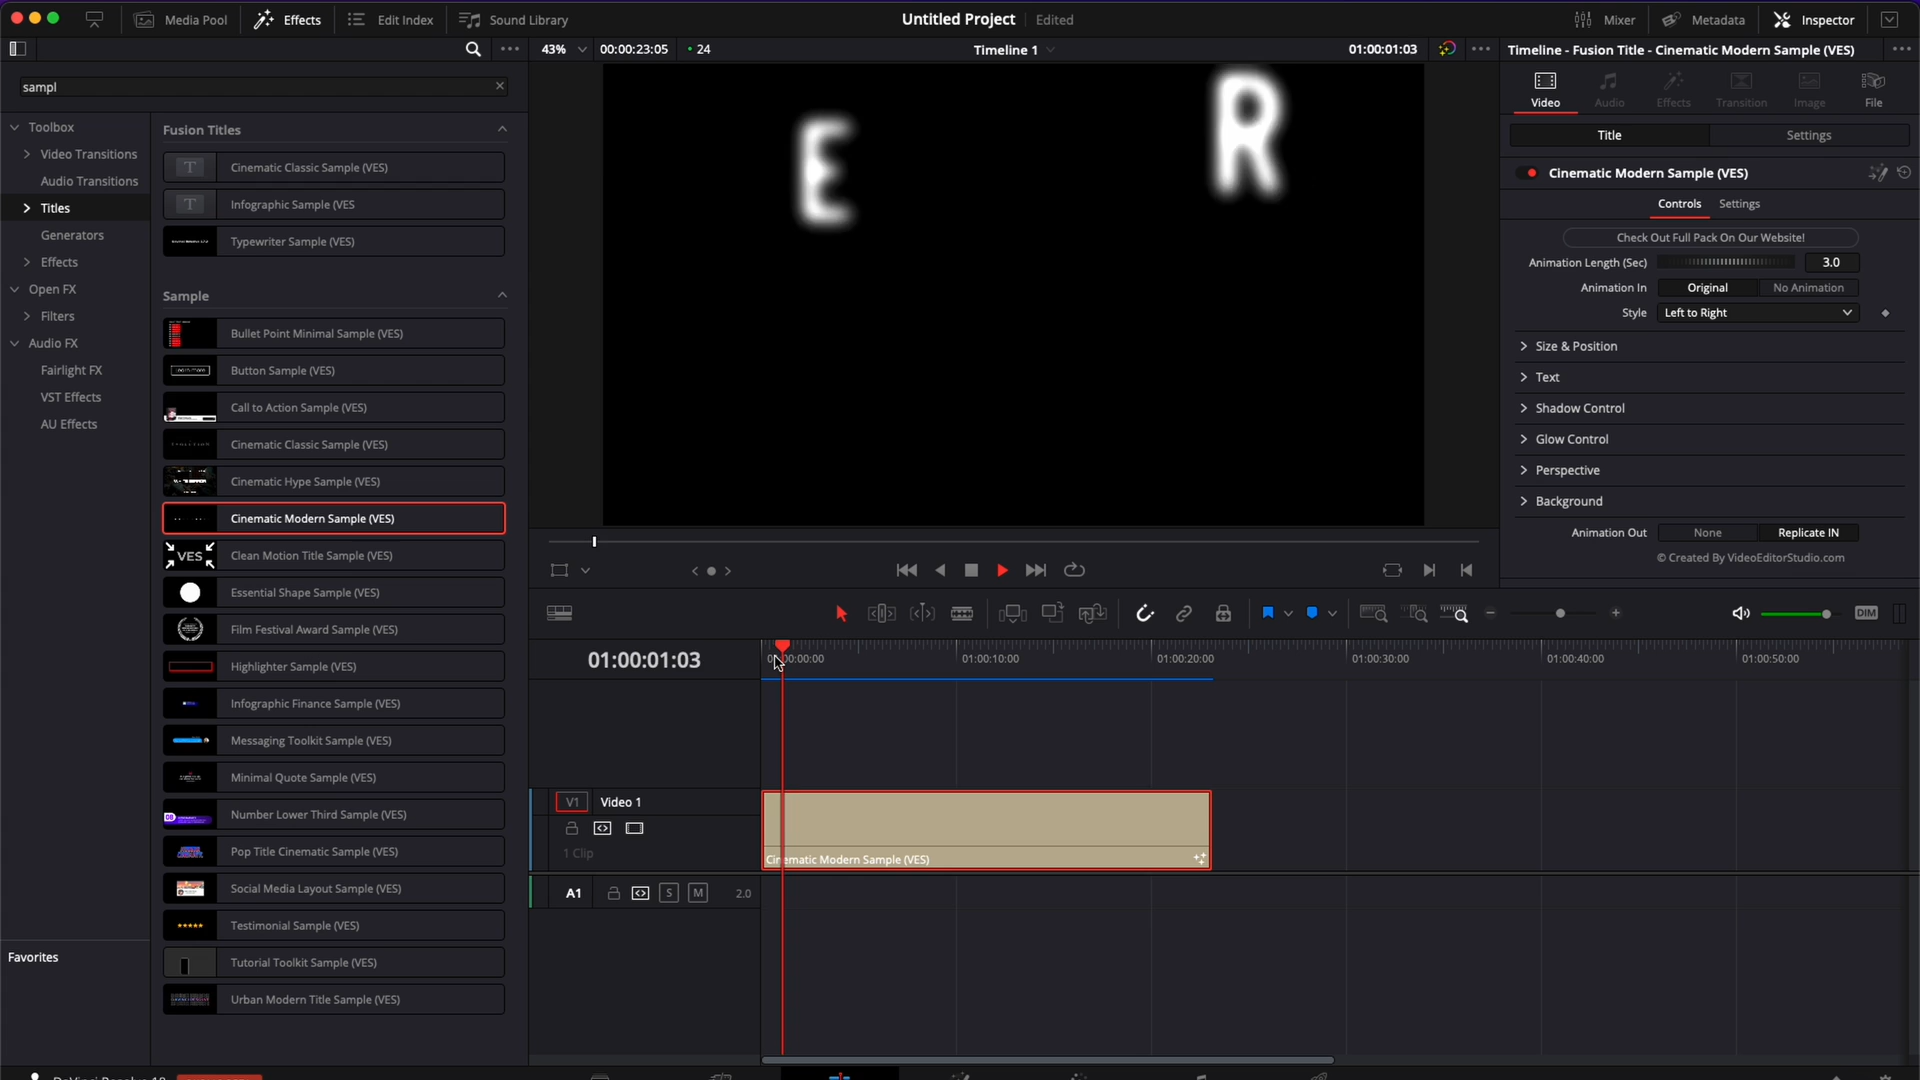 Media Pool
Effects
Edit Index
Sound Library
Untitled Project
Edited
Mixer
Metadata
Inspector
43%
00:00:23:05
24
Timeline 1
01:00:01:03
Timeline - Fusion Title - Cinematic Modern Sample (VES)
sampl
Toolbox
Video Transitions
Audio Transitions
Titles
Generators
Effects
Open FX
Filters
Audio FX
Fairlight FX
VST Effects
AU Effects
Favorites
Fusion Titles
Cinematic Classic Sample (VES)
Infographic Sample (VES
Typewriter Sample (VES)
Sample
Bullet Point Minimal Sample (VES)
Button Sample (VES)
Call to Action Sample (VES)
Cinematic Classic Sample (VES)
Cinematic Hype Sample (VES)
Cinematic Modern Sample (VES)
VES
Clean Motion Title Sample (VES)
Essential Shape Sample (VES)
Film Festival Award Sample (VES)
Highlighter Sample (VES)
Infographic Finance Sample (VES)
Messaging Toolkit Sample (VES)
Minimal Quote Sample (VES)
Number Lower Third Sample (VES)
Pop Title Cinematic Sample (VES)
Social Media Layout Sample (VES)
Testimonial Sample (VES)
Tutorial Toolkit Sample (VES)
Urban Modern Title Sample (VES)
E R
Video
Audio
Effects
Transition
Image
File
Title
Settings
Cinematic Modern Sample (VES)
Controls
Settings
Check Out Full Pack On Our Website!
Animation Length (Sec)
3.0
Animation In
Original
No Animation
Style
Left to Right
Size & Position
Text
Shadow Control
Glow Control
Perspective
Background
Animation Out
None
Replicate IN
© Created By VideoEditorStudio.com
DIM
01:00:01:03
01:00:10:00
01:00:20:00
01:00:30:00
01:00:40:00
01:00:50:00
V1
Video 1
1 Clip
Cinematic Modern Sample (VES)
A1
S
M
2.0